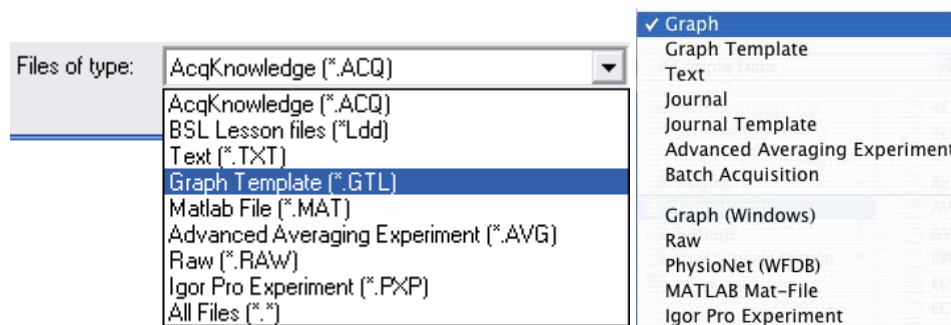 Files of type:
AcqKnowledge (*.ACQ)
AcqKnowledge (*.ACQ)
BSL Lesson files (*Ldd)
Text (*.TXT)
Graph Template (*.GTL)
Matlab File (*.MAT)
Advanced Averaging Experiment (*.AVG)
Raw (*.RAW)
Igor Pro Experiment (*.PXP)
All Files (*.*)
✓ Graph
Graph Template
Text
Journal
Journal Template
Advanced Averaging Experiment
Batch Acquisition
Graph (Windows)
Raw
PhysioNet (WFDB)
MATLAB Mat-File
Igor Pro Experiment